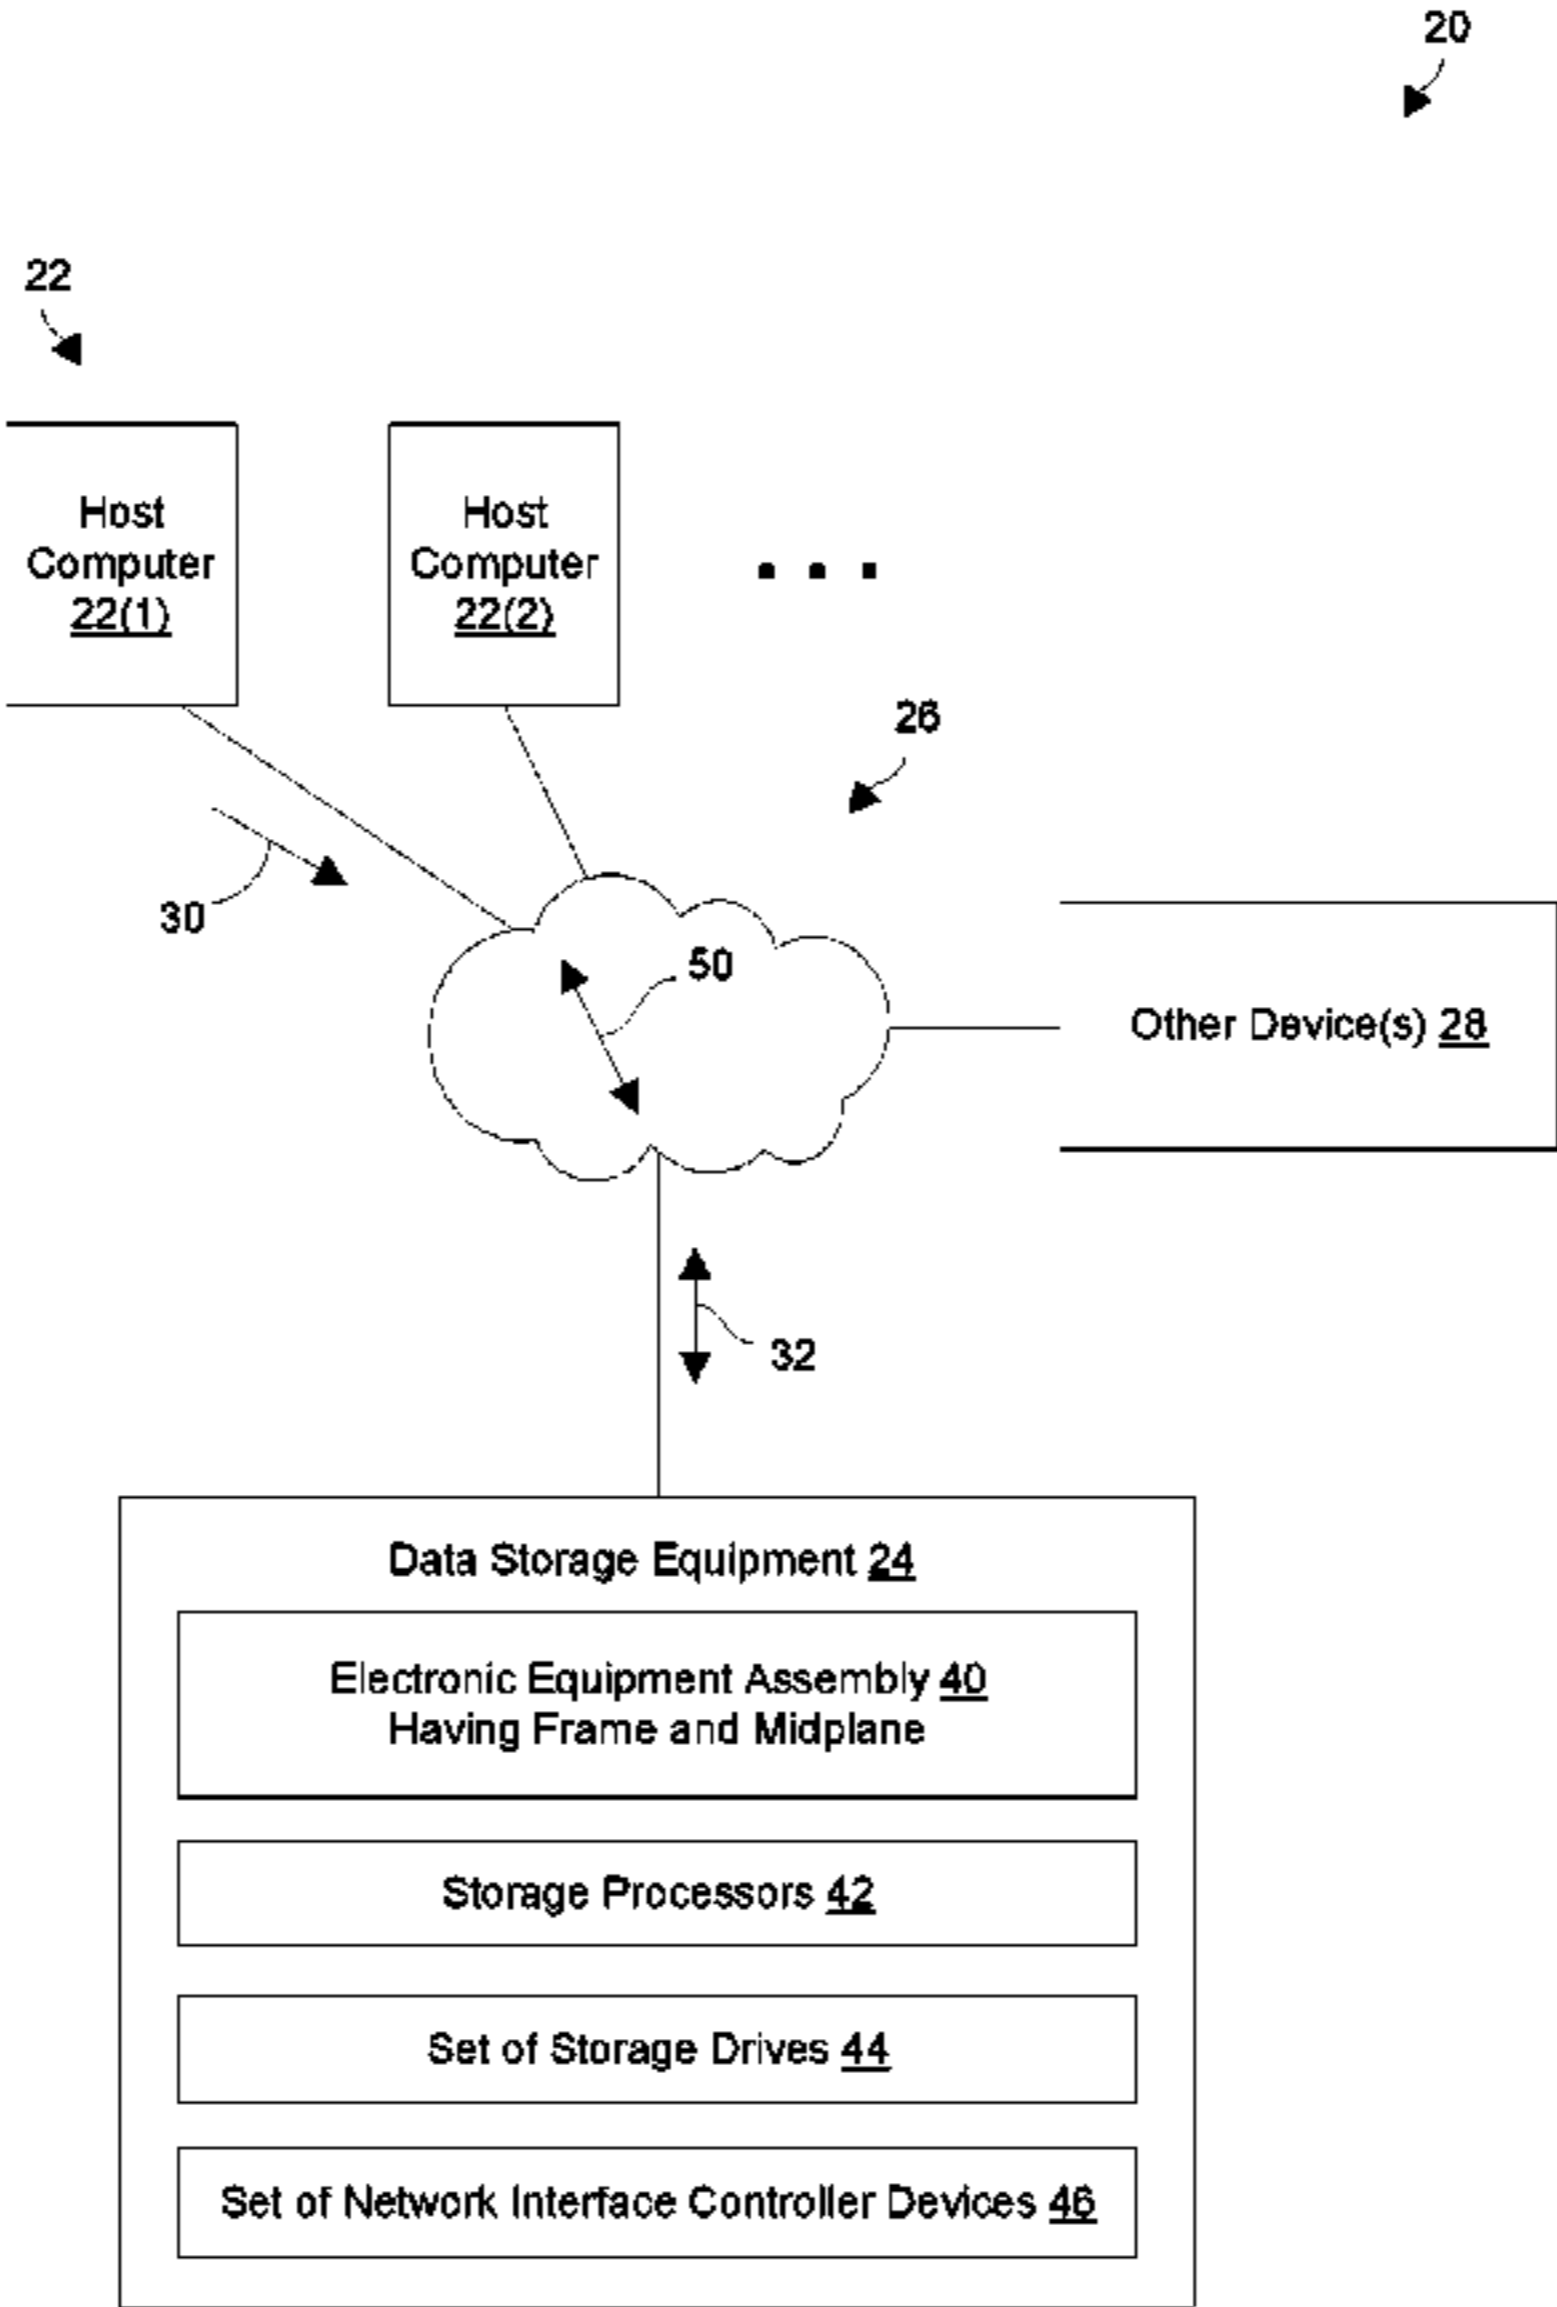 20
22
Host
Computer
22(1)
Host
Computer
22(2)
...
26
30
50
Other Device(s) 28
32
Data Storage Equipment 24
Electronic Equipment Assembly 40
Having Frame and Midplane
Storage Processors 42
Set of Storage Drives 44
Set of Network Interface Controller Devices 46